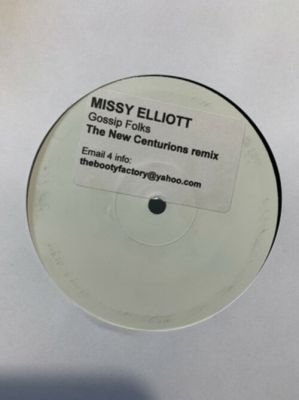 MISSY ELLIOTT
Gossip Folks
The New Centurions remix
Email 4 info:
thebootyfactory@yahoo.com